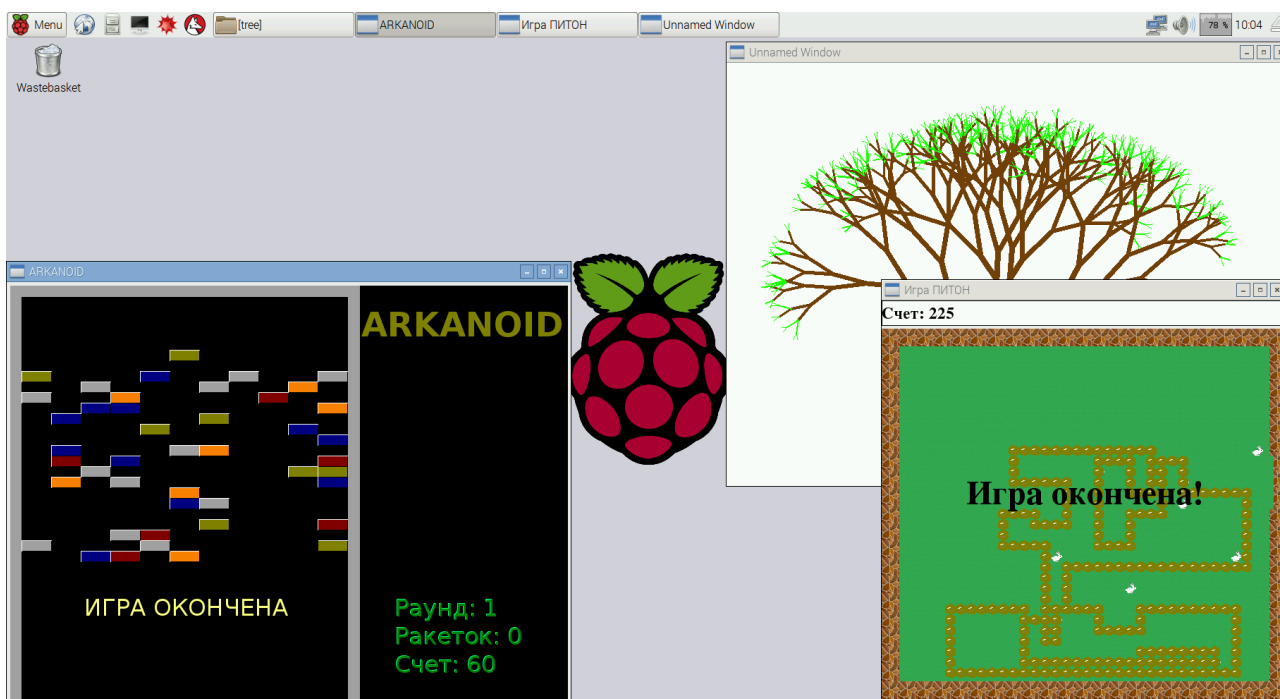 Menu
[tree]
ARKANOID
Игра ПИТОН
Unnamed Window
78 %
10:04
Wastebasket
Unnamed Window
ARKANOID
ARKANOID
ИГРА ОКОНЧЕНА
Раунд: 1
Ракеток: 0
Счет: 60
Игра ПИТОН
Счет: 225
Игра окончена!